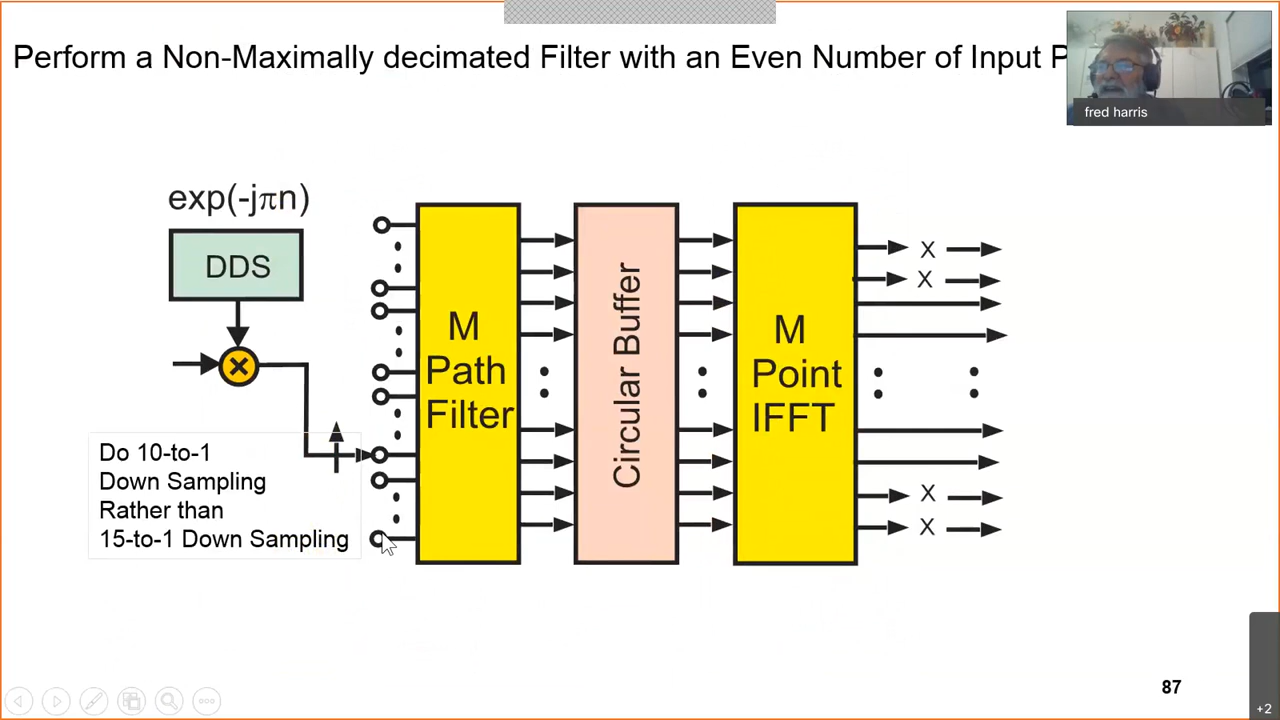 Perform a Non-Maximally decimated Filter with an Even Number of Input
fred harris
exp(-jπn)
DDS
M
Path
Filter
Circular Buffer
M
Point
IFFT
X
X
X
X
Do 10-to-1
Down Sampling
Rather than
15-to-1 Down Sampling
87
+2